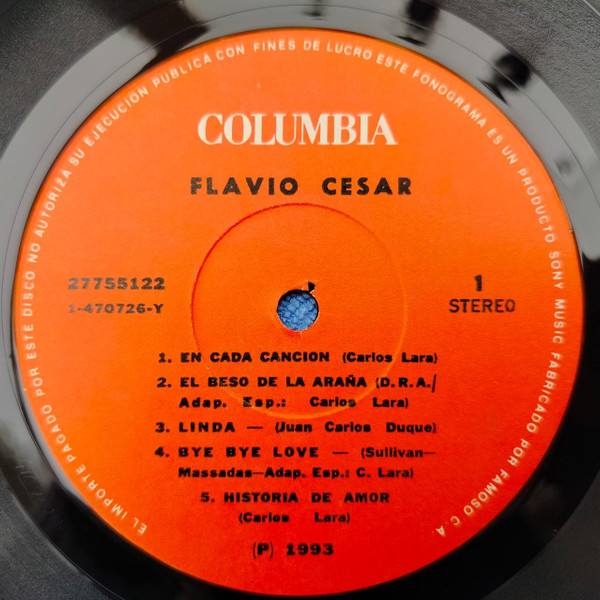 EL IMPORTE PAGADO POR ESTE DISCO NO AUTORIZA SU EJECUCION PUBLICA CON FINES DE LUCRO ESTE FONOGRAMA ES UN PRODUCTO SONY MUSIC FABRICADO POR FAMOSO C A.
COLUMBIA
FLAVIO CESAR
27755122
1-470726-Y
1
STEREO
1. EN CADA CANCION (Carlos Lara)
2. EL BESO DE LA ARAÑA (D.R.A./
Adap. Esp.: Carlos Lara)
3. LINDA — (Juan Carlos Duque)
4. BYE BYE LOVE — (Sullivan—
Massadas—Adap. Esp.: C. Lara)
5. HISTORIA DE AMOR
(Carlos Lara)
(P) 1993